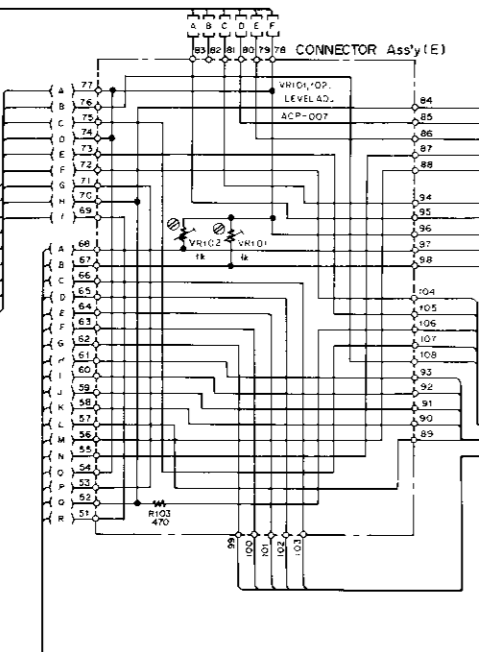 A B C D E F
83 82 81 80 79 78 CONNECTOR Ass'y (E)
A 77
B 76
C 75
D 74
E 73
F 72
G 71
H 70
I 69
VR101, 102.
LEVEL ADJ
ACP-007
84
85
86
87
88
94
95
96
97
98
VR102 VR101
1k 1k
A 68
B 67
C 66
D 65
E 64
F 63
G 62
H 61
I 60
J 59
K 58
L 57
M 56
N 55
O 54
P 53
Q 52
R 51
104
105
106
107
108
93
92
91
90
89
R103
470
99 100 101 102 103